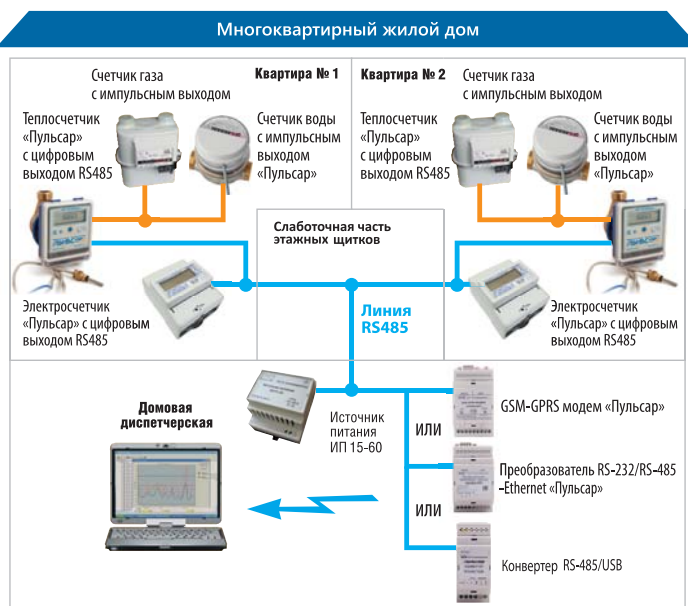 Многоквартирный жилой дом
Счетчик газа
с импульсным выходом
Квартира № 1
Теплосчетчик
«Пульсар»
с цифровым
выходом RS485
Счетчик воды
с импульсным
выходом
«Пульсар»
Электросчетчик
«Пульсар» с цифровым
выходом RS485
Квартира № 2
Счетчик газа
с импульсным выходом
Теплосчетчик
«Пульсар»
с цифровым
выходом RS485
Счетчик воды
с импульсным
выходом
«Пульсар»
Электросчетчик
«Пульсар» с цифровым
выходом RS485
Слаботочная часть
этажных щитков
Линия
RS485
Домовая
диспетчерская
Источник
питания
ИП 15-60
ИЛИ
ИЛИ
GSM-GPRS модем «Пульсар»
Преобразователь RS-232/RS-485
-Ethernet «Пульсар»
Конвертер RS-485/USB